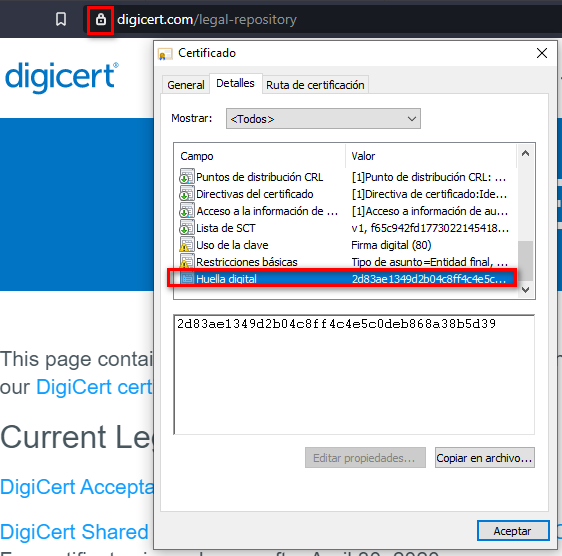 digicert.com/legal-repository
digicert®
Certificado
General Detalles Ruta de certificación
Mostrar: <Todos>
Campo Valor
Puntos de distribución CRL [1]Punto de distribución CRL: ...
Directivas del certificado [1]Directiva de certificado:Ide...
Acceso a la información de ... [1]Acceso a información de au...
Lista de SCT v1, f65c942fd1773022145418...
Uso de la clave Firma digital (80)
Restricciones básicas Tipo de asunto=Entidad final, ...
Huella digital 2d83ae1349d2b04c8ff4c4e5c...
2d83ae1349d2b04c8ff4c4e5c0deb868a38b5d39
Editar propiedades... Copiar en archivo...
Aceptar
This page contai
our DigiCert cert
Current Leg
DigiCert Accepta
DigiCert Shared